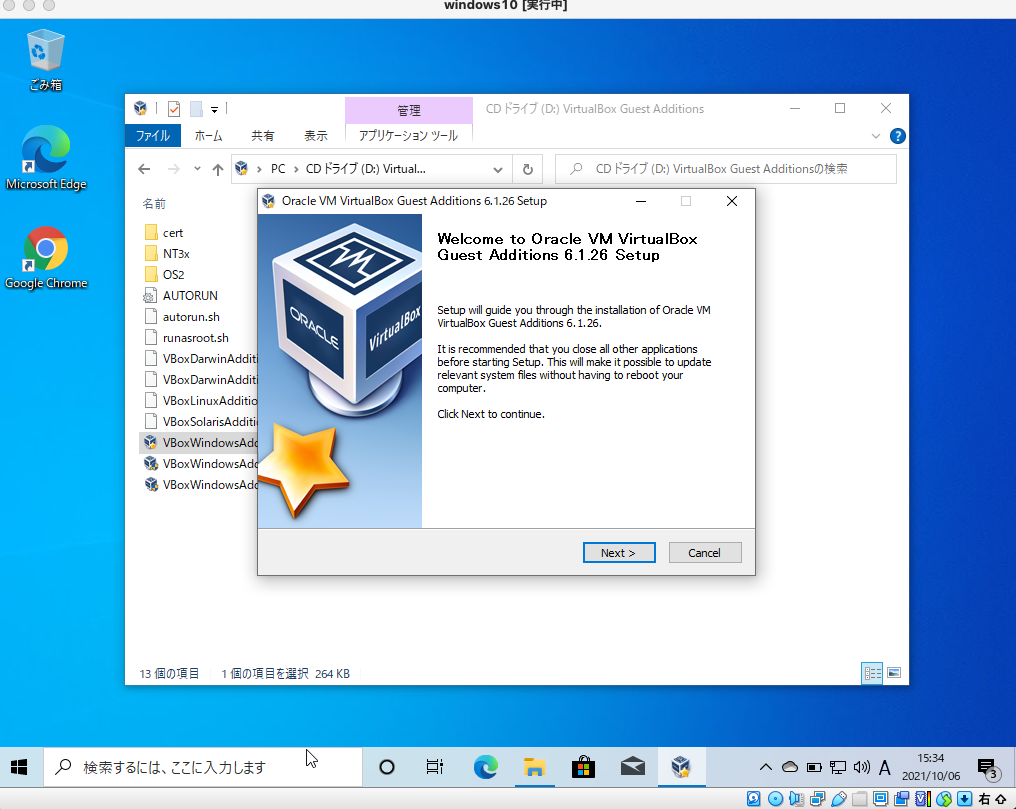 windows10 [実行中]
ごみ箱
Microsoft Edge
Google Chrome
管理
CD ドライブ (D:) VirtualBox Guest Additions
ファイル
ホーム
共有
表示
アプリケーション ツール
PC
CD ドライブ (D:) Virtual...
CD ドライブ (D:) VirtualBox Guest Additionsの検索
名前
cert
NT3x
OS2
AUTORUN
autorun.sh
runasroot.sh
VBoxDarwinAdditi
VBoxDarwinAdditi
VBoxLinuxAdditio
VBoxSolarisAdditi
VBoxWindowsAdd
VBoxWindowsAdd
VBoxWindowsAdd
Oracle VM VirtualBox Guest Additions 6.1.26 Setup
ORACLE
VirtualBox
Welcome to Oracle VM VirtualBox
Guest Additions 6.1.26 Setup
Setup will guide you through the installation of Oracle VM
VirtualBox Guest Additions 6.1.26.
It is recommended that you close all other applications
before starting Setup. This will make it possible to update
relevant system files without having to reboot your
computer.
Click Next to continue.
Next >
Cancel
13 個の項目
1 個の項目を選択 264 KB
検索するには、ここに入力します
A
15:34
2021/10/06
3
右